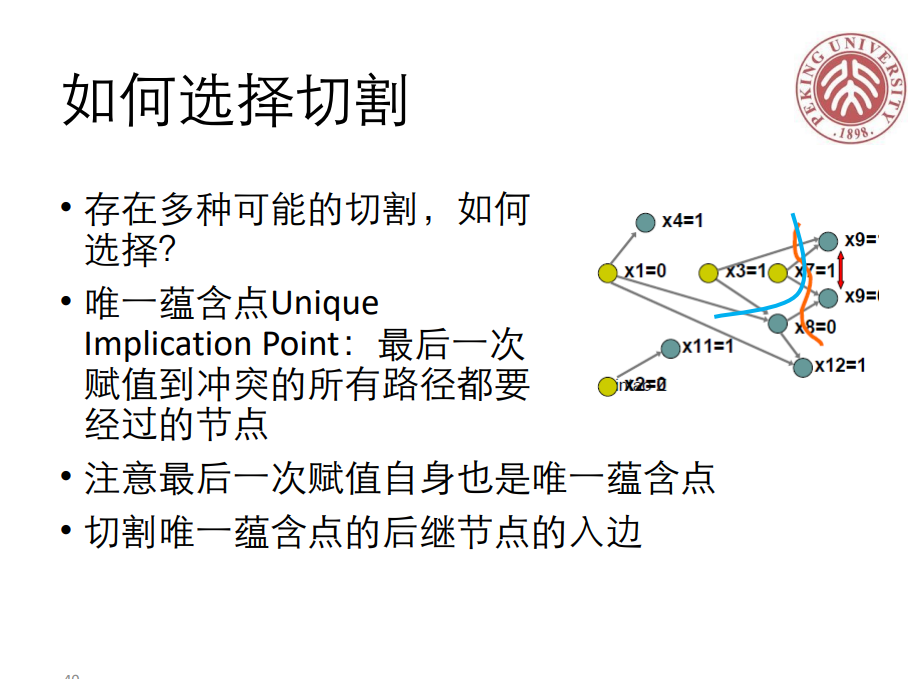 如何选择切割
PEKING UNIVERSITY
·1898·
• 存在多种可能的切割，如何
选择？
• 唯一蕴含点Unique
Implication Point：最后一次
赋值到冲突的所有路径都要
经过的节点
• 注意最后一次赋值自身也是唯一蕴含点
• 切割唯一蕴含点的后继节点的入边
x4=1
x9=
x1=0
x3=1
x7=1
x9=
x8=0
x11=1
x12=1
x2=0